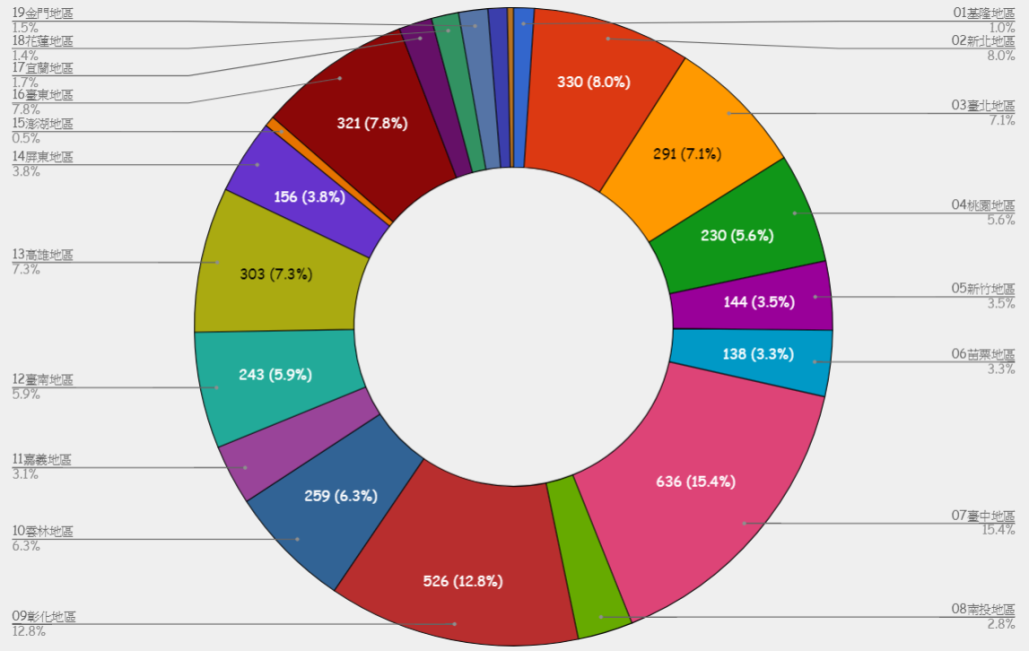 19金門地區
1.5%
18花蓮地區
1.4%
17宜蘭地區
1.7%
16臺東地區
7.8%
15澎湖地區
0.5%
14屏東地區
3.8%
13高雄地區
7.3%
12臺南地區
5.9%
11嘉義地區
3.1%
10雲林地區
6.3%
09彰化地區
12.8%
330 (8.0%)
291 (7.1%)
230 (5.6%)
144 (3.5%)
138 (3.3%)
636 (15.4%)
526 (12.8%)
259 (6.3%)
243 (5.9%)
303 (7.3%)
156 (3.8%)
321 (7.8%)
01基隆地區
1.0%
02新北地區
8.0%
03臺北地區
7.1%
04桃園地區
5.6%
05新竹地區
3.5%
06苗栗地區
3.3%
07臺中地區
15.4%
08南投地區
2.8%